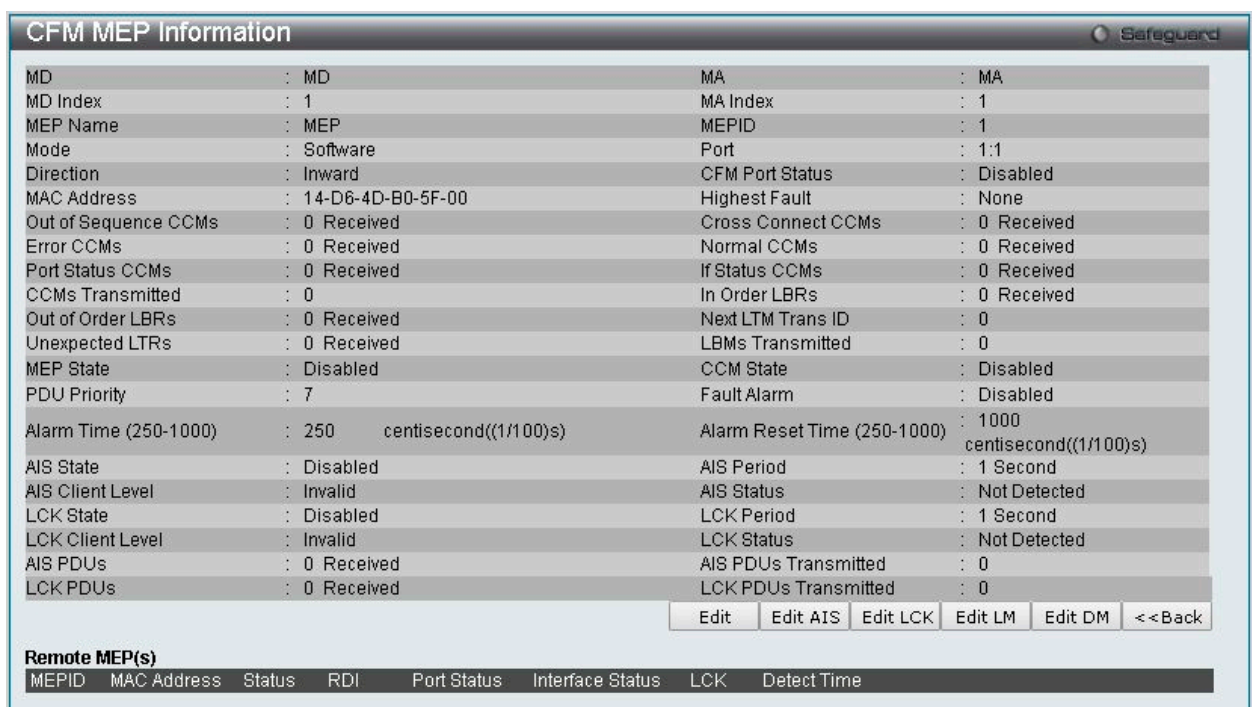 CFM MEP Information
Safeguard
MD : MD MA : MA
MD Index : 1 MA Index : 1
MEP Name : MEP MEPID : 1
Mode : Software Port : 1:1
Direction : Inward CFM Port Status : Disabled
MAC Address : 14-D6-4D-B0-5F-00 Highest Fault : None
Out of Sequence CCMs : 0 Received Cross Connect CCMs : 0 Received
Error CCMs : 0 Received Normal CCMs : 0 Received
Port Status CCMs : 0 Received If Status CCMs : 0 Received
CCMs Transmitted : 0 In Order LBRs : 0 Received
Out of Order LBRs : 0 Received Next LTM Trans ID : 0
Unexpected LTRs : 0 Received LBMs Transmitted : 0
MEP State : Disabled CCM State : Disabled
PDU Priority : 7 Fault Alarm : Disabled
Alarm Time (250-1000) : 250 centisecond((1/100)s) Alarm Reset Time (250-1000) : 1000 centisecond((1/100)s)
AIS State : Disabled AIS Period : 1 Second
AIS Client Level : Invalid AIS Status : Not Detected
LCK State : Disabled LCK Period : 1 Second
LCK Client Level : Invalid LCK Status : Not Detected
AIS PDUs : 0 Received AIS PDUs Transmitted : 0
LCK PDUs : 0 Received LCK PDUs Transmitted : 0
Edit Edit AIS Edit LCK Edit LM Edit DM <<Back
Remote MEP(s)
MEPID MAC Address Status RDI Port Status Interface Status LCK Detect Time